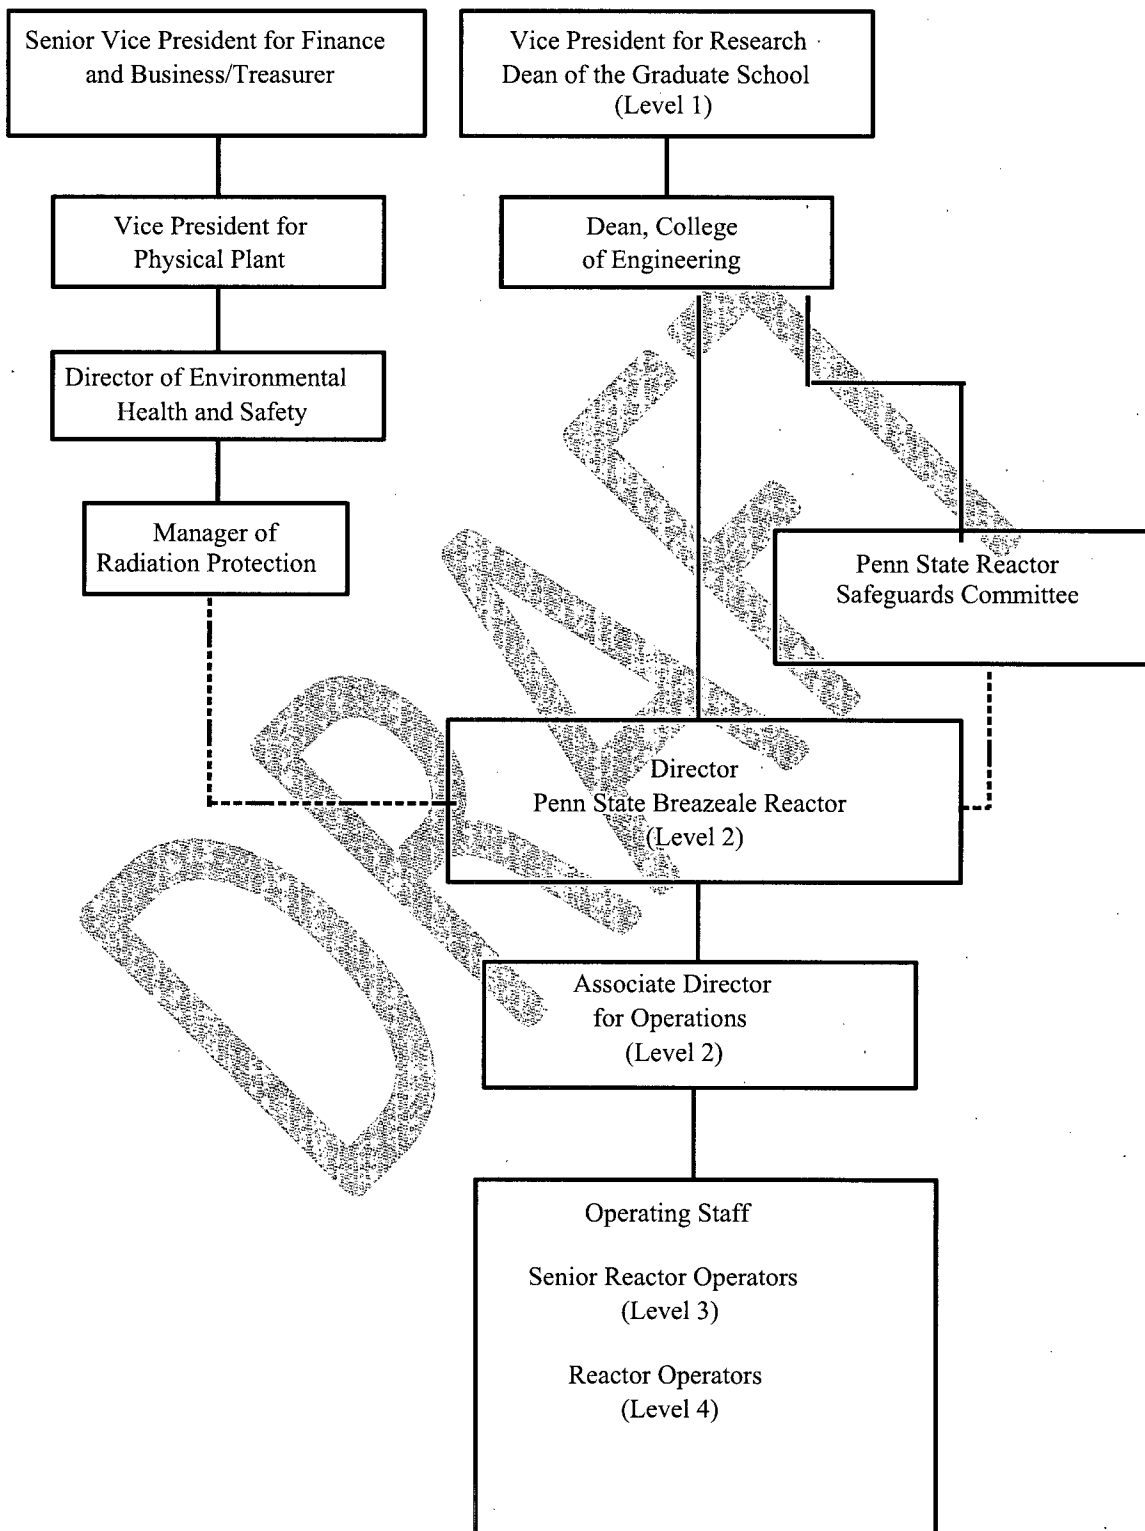 Senior Vice President for Finance
and Business/Treasurer
Vice President for Research
Dean of the Graduate School
(Level 1)
Vice President for
Physical Plant
Dean, College
of Engineering
Director of Environmental
Health and Safety
Manager of
Radiation Protection
Penn State Reactor
Safeguards Committee
Director
Penn State Breazeale Reactor
(Level 2)
Associate Director
for Operations
(Level 2)
Operating Staff
Senior Reactor Operators
(Level 3)
Reactor Operators
(Level 4)
DRAFT